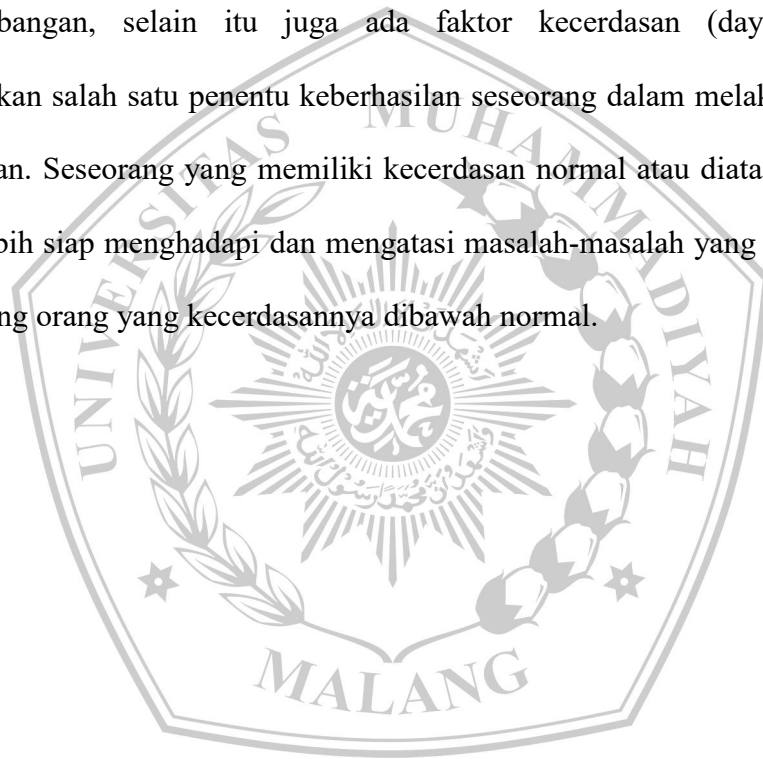 bangan, selain itu juga ada faktor kecerdasan (day
kan salah satu penentu keberhasilan seseorang dalam melak
an. Seseorang yang memiliki kecerdasan normal atau diata
bih siap menghadapi dan mengatasi masalah-masalah yang
ng orang yang kecerdasannya dibawah normal.
UNIVERSITAS MUHAMMADIYAH
MALANG